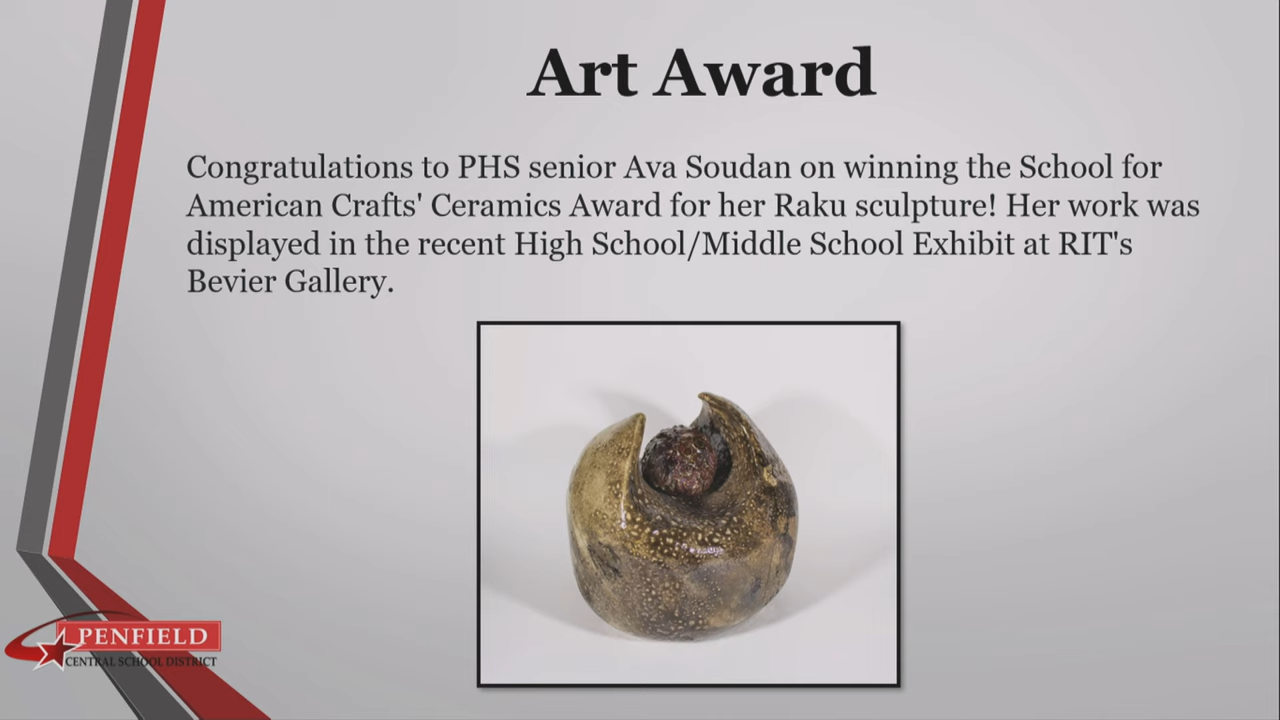 Art Award
Congratulations to PHS senior Ava Soudan on winning the School for
American Crafts' Ceramics Award for her Raku sculpture! Her work was
displayed in the recent High School/Middle School Exhibit at RIT's
Bevier Gallery.
PENFIELD
CENTRAL SCHOOL DISTRICT